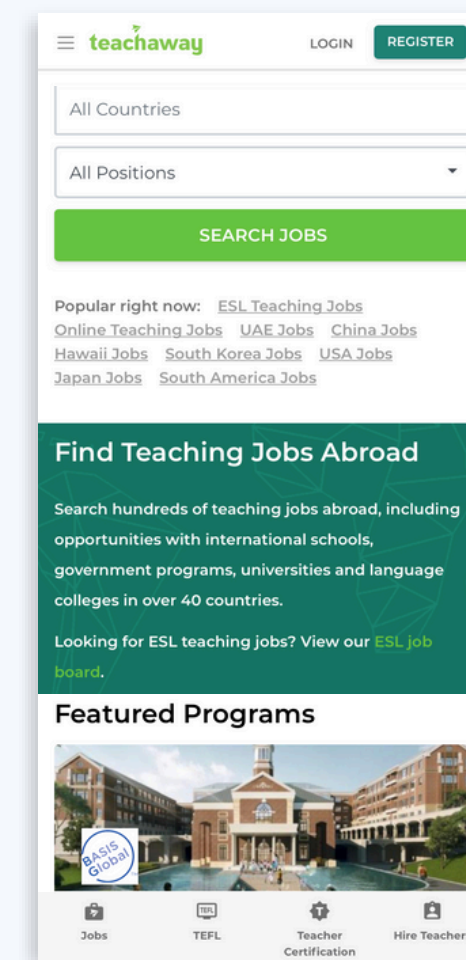 teachaway
LOGIN
REGISTER
All Countries
All Positions
SEARCH JOBS
Popular right now: ESL Teaching Jobs
Online Teaching Jobs UAE Jobs China Jobs
Hawaii Jobs South Korea Jobs USA Jobs
Japan Jobs South America Jobs
Find Teaching Jobs Abroad
Search hundreds of teaching jobs abroad, including
opportunities with international schools,
government programs, universities and language
colleges in over 40 countries.
Looking for ESL teaching jobs? View our ESL job
board.
Featured Programs
BASIS
Global
Jobs
TEFL
TEFL
Teacher
Certification
Hire Teacher